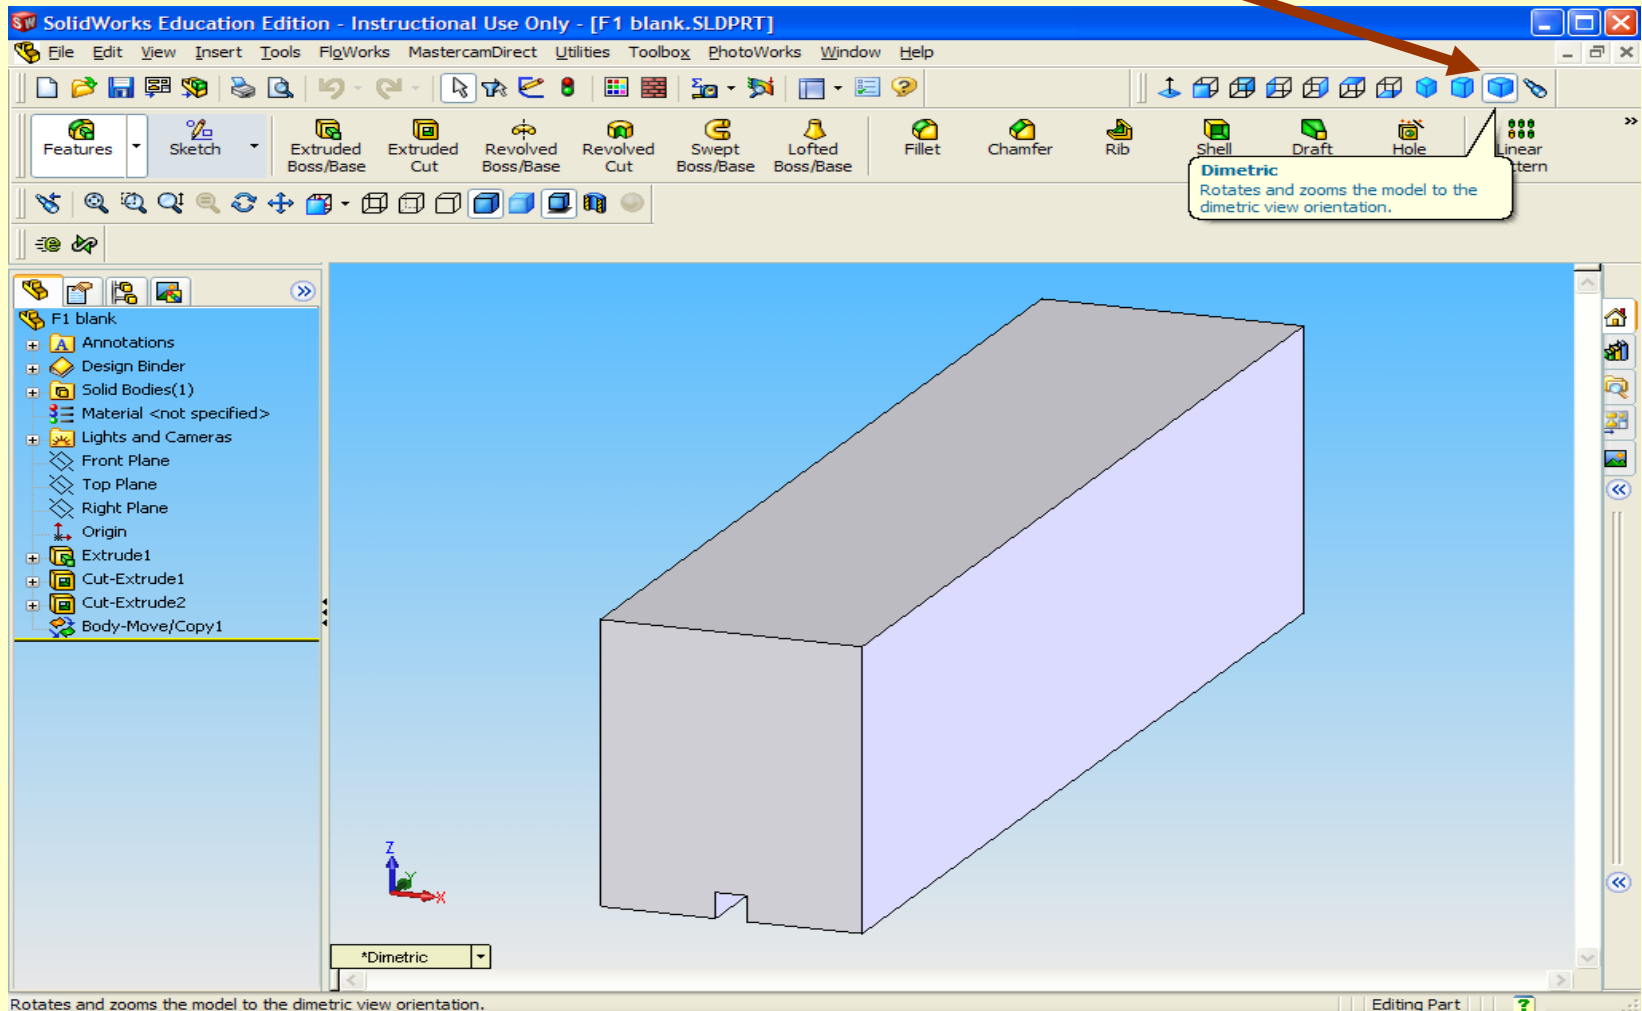 SolidWorks Education Edition - Instructional Use Only - [F1 blank.SLDPRT]
File Edit View Insert Tools FloWorks MastercamDirect Utilities Toolbox PhotoWorks Window Help
Features Sketch Extruded Boss/Base Extruded Cut Revolved Boss/Base Revolved Cut Swept Boss/Base Lofted Boss/Base Fillet Chamfer Rib Shell Draft Hole Linear
Dimetric
Rotates and zooms the model to the
dimetric view orientation.
F1 blank
Annotations
Design Binder
Solid Bodies(1)
Material <not specified>
Lights and Cameras
Front Plane
Top Plane
Right Plane
Origin
Extrude1
Cut-Extrude1
Cut-Extrude2
Body-Move/Copy1
Z
Y
X
*Dimetric
Rotates and zooms the model to the dimetric view orientation.
Editing Part